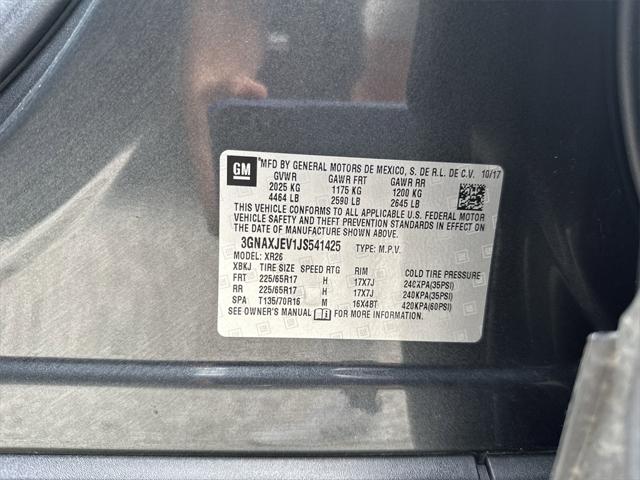 GM MFD BY GENERAL MOTORS DE MEXICO, S. DE R.L. DE C.V. 10/17
GVWR GAWR FRT GAWR RR
2025 KG 1175 KG 1200 KG
4464 LB 2590 LB 2645 LB
THIS VEHICLE CONFORMS TO ALL APPLICABLE U.S. FEDERAL MOTOR
VEHICLE SAFETY AND THEFT PREVENTION STANDARDS IN EFFECT ON
THE DATE OF MANUFACTURE SHOWN ABOVE.
3GNAXJEV1JS541425 TYPE: M.P.V.
MODEL: XR26
XBKJ TIRE SIZE SPEED RTG RIM COLD TIRE PRESSURE
FRT 225/65R17 H 17X7J 240KPA(35PSI)
RR 225/65R17 H 17X7J 240KPA(35PSI)
SPA T135/70R16 M 16X4BT 420KPA(60PSI)
SEE OWNER'S MANUAL FOR MORE INFORMATION.